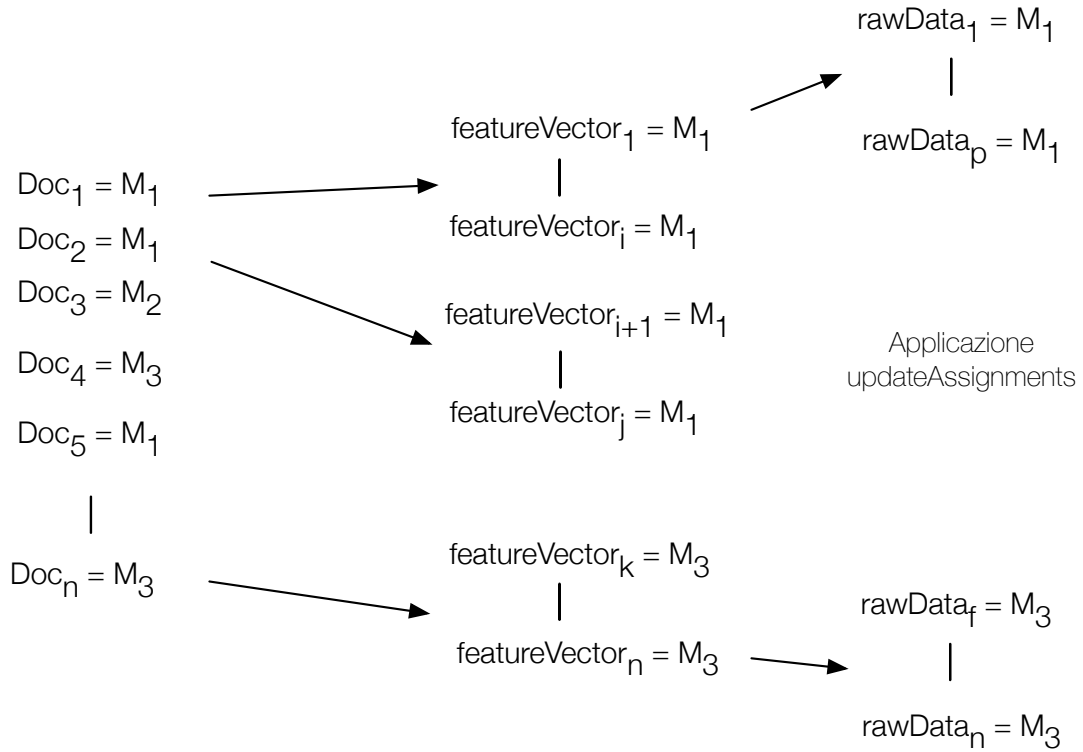 Doc₁ = M₁
Doc₂ = M₁
Doc₃ = M₂
Doc₄ = M₃
Doc₅ = M₁
Docₙ = M₃
featureVector₁ = M₁
featureVectorᵢ = M₁
featureVectorᵢ₊₁ = M₁
featureVectorⱼ = M₁
featureVectorₖ = M₃
featureVectorₙ = M₃
rawData₁ = M₁
rawDataₚ = M₁
Applicazione
updateAssignments
rawData_f = M₃
rawDataₙ = M₃